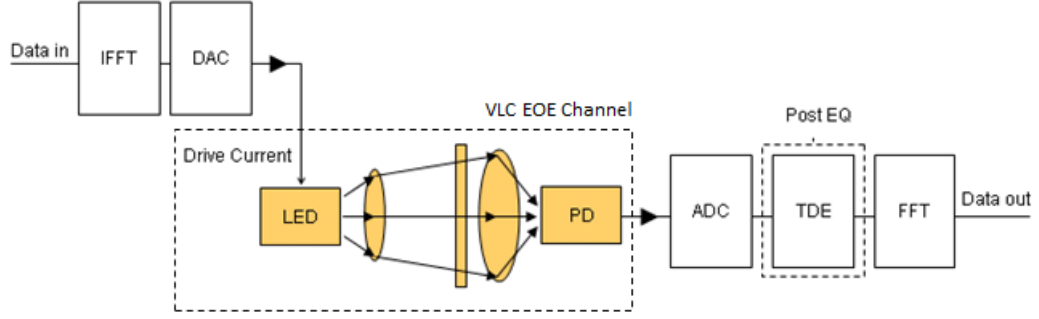 Data in
IFFT
DAC
VLC EOE Channel
Post EQ
Drive Current
LED
PD
ADC
TDE
FFT
Data out